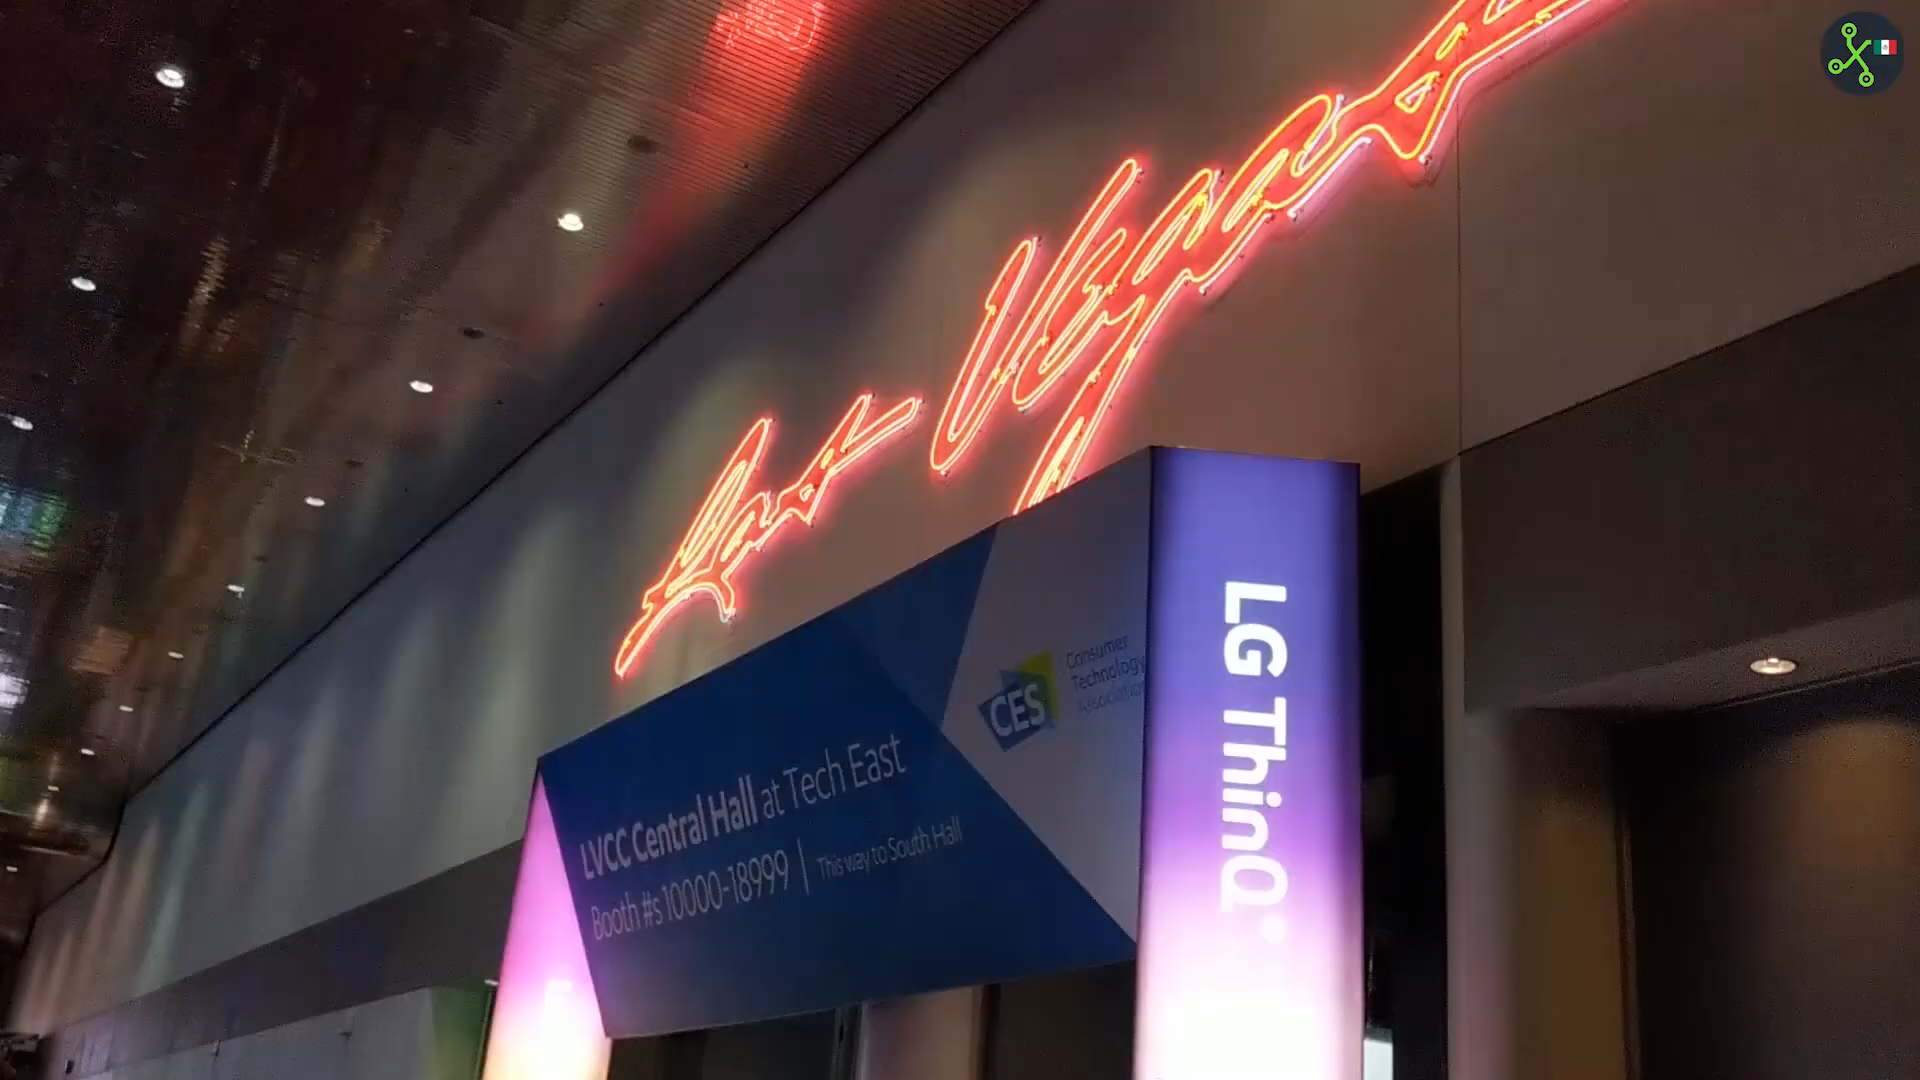 Las Vegas
CES
Consumer
Technology
Association
LG ThinQ
LVCC Central Hall at Tech East
Booth #s 10000-18999 | This way to South Hall